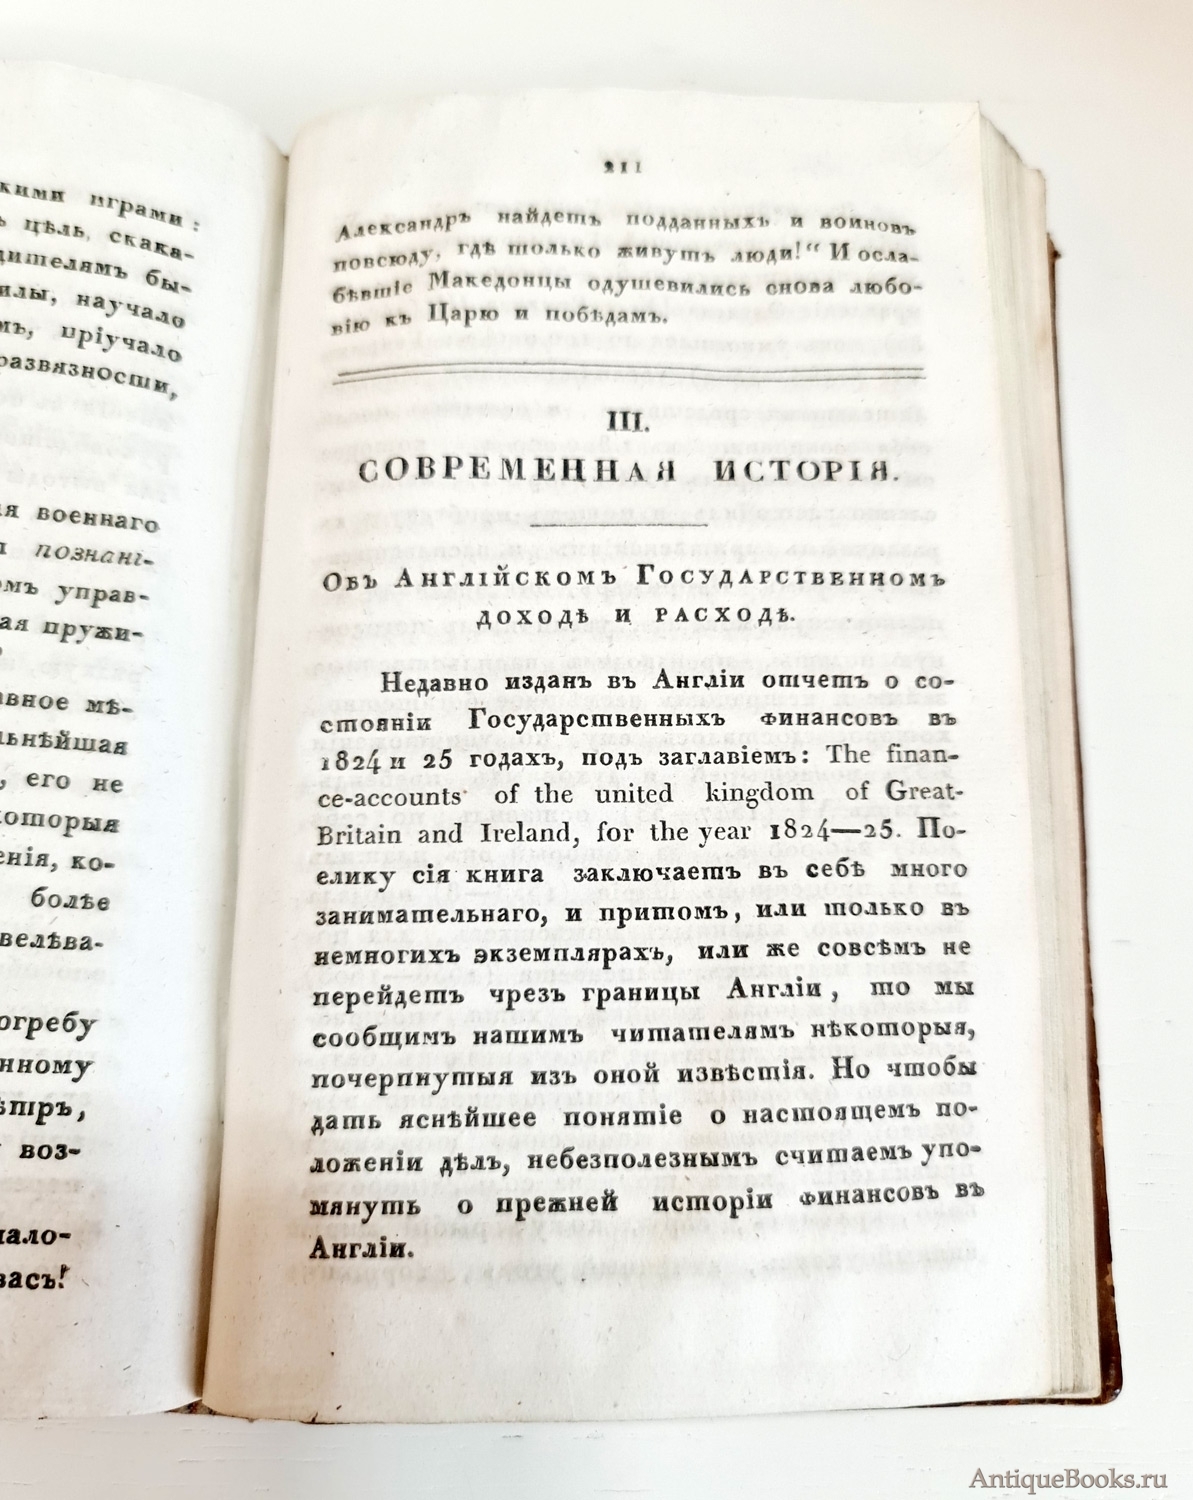 кими играми:
цѣль, скака-
дителямъ бы-
илы, научало
мъ, пріучало
развязности,
я военнаго
познані-
омъ управ-
ая пружи-
авное мѣ-
льнѣйшая
, его не
которыя
енія, ко-
болѣе
велѣва-
огребу
нному
ѣтръ,
воз-
ало-
васъ!
211
Александръ найдетъ подданныхъ и воиновъ
повсюду, гдѣ только живутъ люди!“ И осла-
бѣвшіе Македонцы одушевились снова любо-
вію къ Царю и побѣдамъ.
III.
СОВРЕМЕННАЯ ИСТОРІЯ.
Объ Англійскомъ Государственномъ
доходѣ и расходѣ.
Недавно изданъ въ Англіи отчетъ о со-
стояніи Государственныхъ Финансовъ въ
1824 и 25 годахъ, подъ заглавіемъ: The finan-
ce-accounts of the united kingdom of Great-
Britain and Ireland, for the year 1824—25. По-
елику сія книга заключаетъ въ себѣ много
занимательнаго, и притомъ, или только въ
немногихъ экземплярахъ, или же совсѣмъ не
перейдетъ чрезъ границы Англіи, то мы
сообщимъ нашимъ читателямъ нѣкоторыя,
почерпнутыя изъ оной извѣстія. Но чтобы
дать яснѣйшее понятіе о настоящемъ по-
ложеніи дѣлъ, небезполезнымъ считаемъ упо-
мянуть о прежней исторіи Финансовъ въ
Англіи.
AntiqueBooks.ru